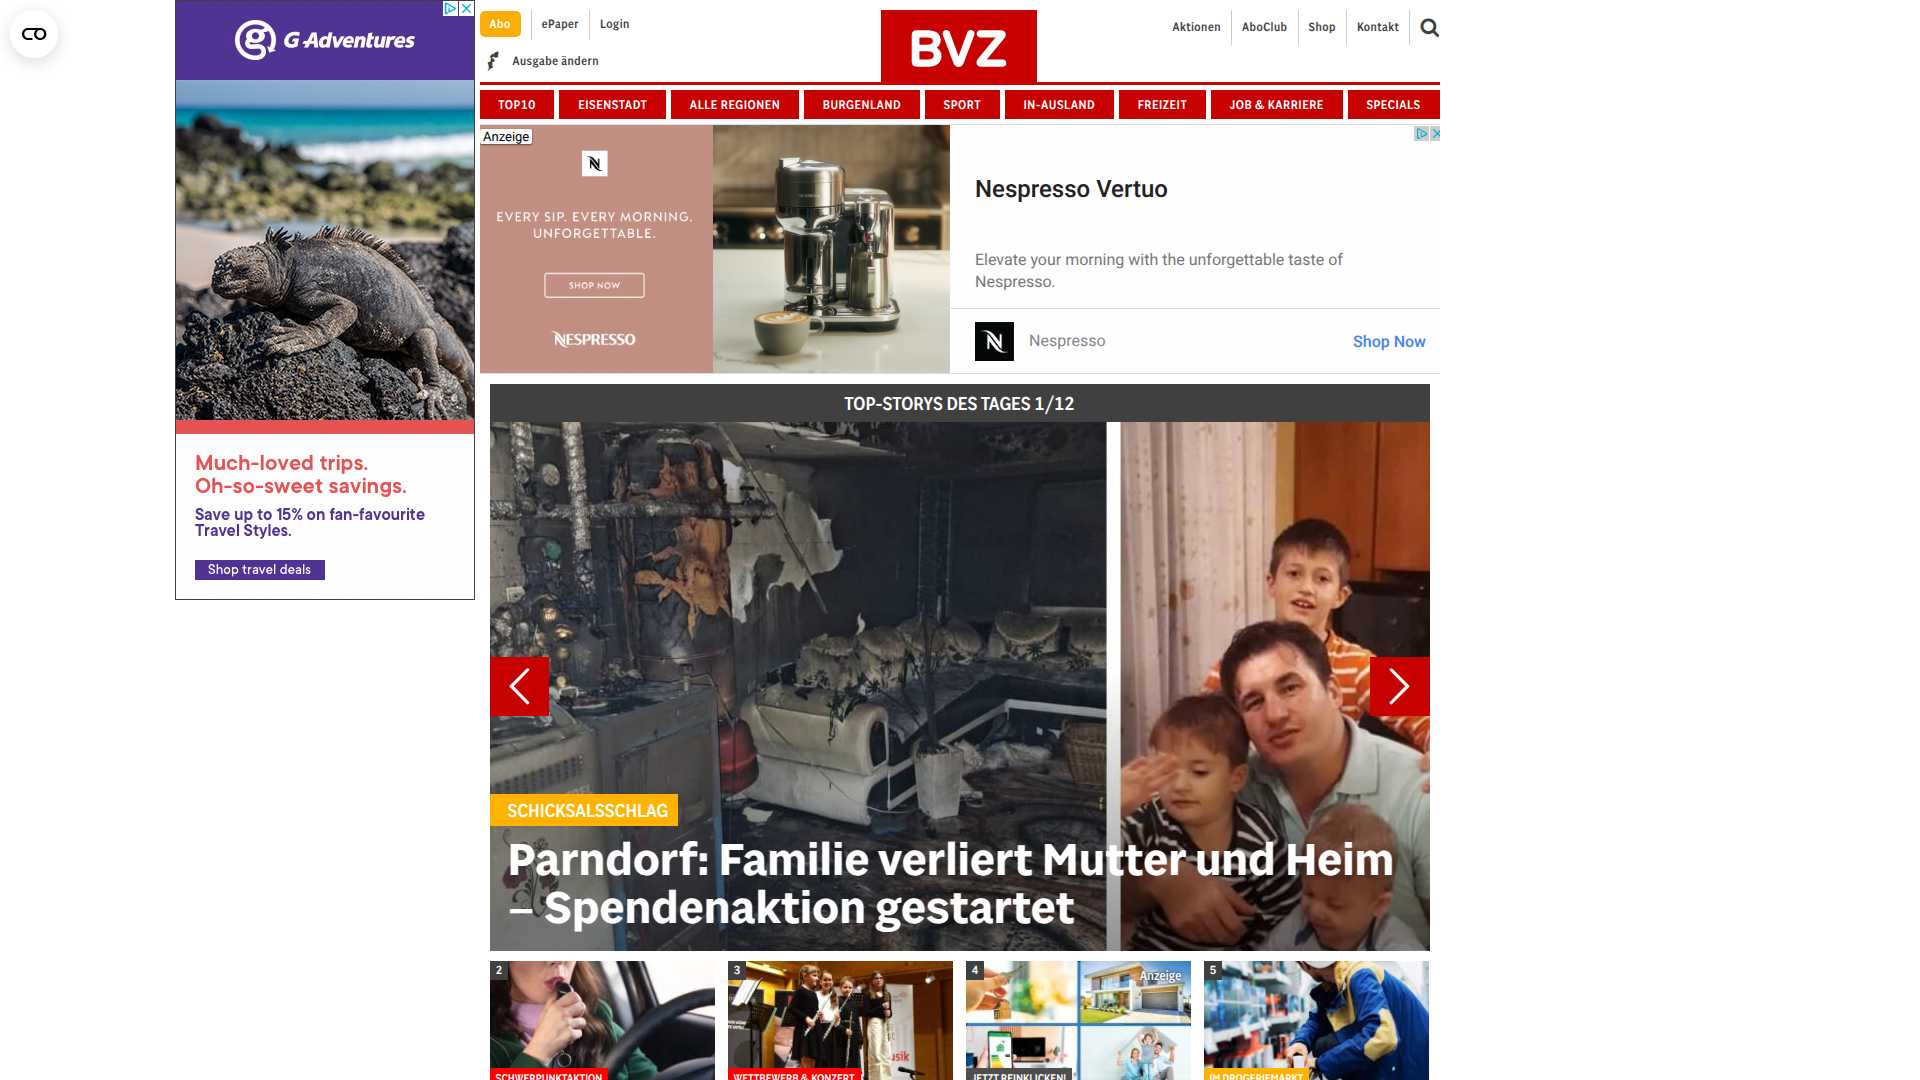 G Adventures
Much-loved trips.
Oh-so-sweet savings.
Save up to 15% on fan-favourite
Travel Styles.
Shop travel deals
Abo
ePaper
Login
Ausgabe ändern
BVZ
Aktionen
AboClub
Shop
Kontakt
TOP10
EISENSTADT
ALLE REGIONEN
BURGENLAND
SPORT
IN-AUSLAND
FREIZEIT
JOB & KARRIERE
SPECIALS
Anzeige
EVERY SIP. EVERY MORNING.
UNFORGETTABLE.
SHOP NOW
NESPRESSO
Nespresso Vertuo
Elevate your morning with the unforgettable taste of
Nespresso.
Nespresso
Shop Now
TOP-STORYS DES TAGES 1/12
SCHICKSALSSCHLAG
Parndorf: Familie verliert Mutter und Heim
– Spendenaktion gestartet
2
3
4
Anzeige
5
SCHWERPUNKTAKTION
WETTBEWERB & KONZERT
JETZT REINKLICKEN!
IM DROGERIEMARKT